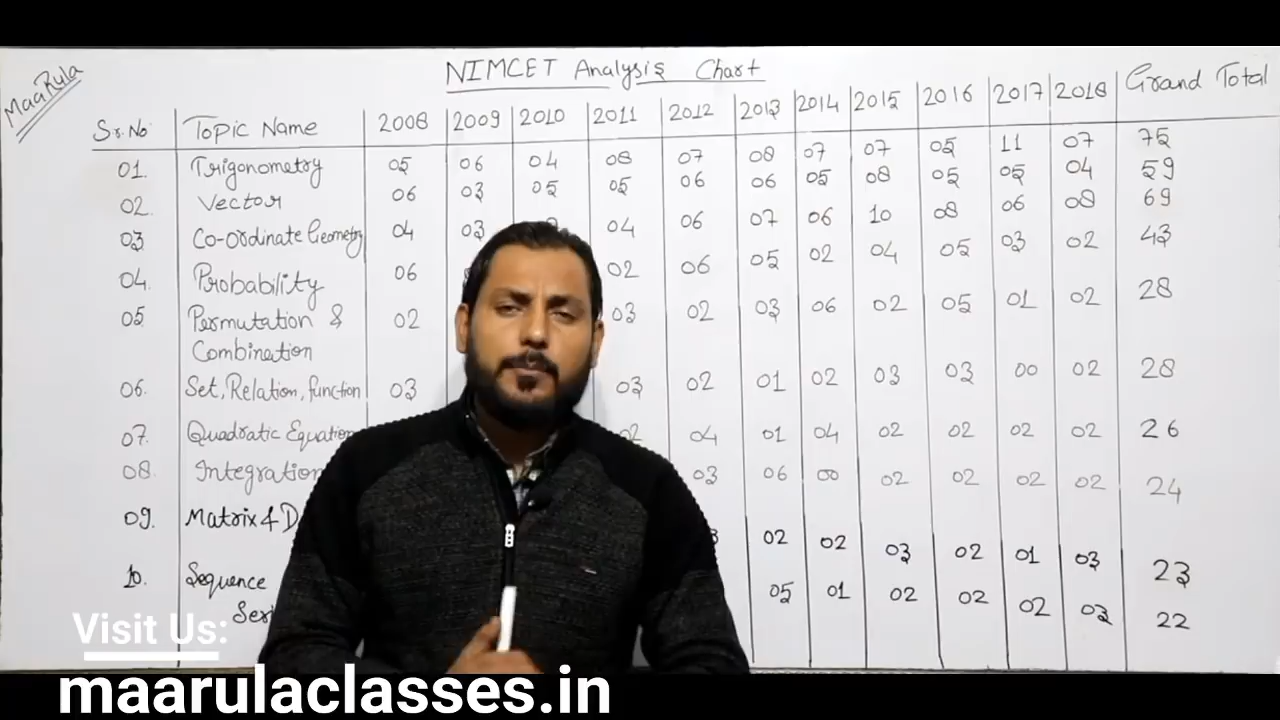 MaaRula
NIMCET Analysis Chart
Sr.No Topic Name 2008 2009 2010 2011 2012 2013 2014 2015 2016 2017 2018 Grand Total
01. Trigonometry 05 06 04 08 07 08 07 07 05 11 07 75
02. Vector 06 03 05 05 06 06 05 08 05 05 04 59
03 Co-ordinate Geometry 04 03 04 06 07 06 10 08 06 08 69
04. Probability 06 02 06 05 02 04 05 03 02 43
05. Permutation & 02 03 02 03 06 02 05 01 02 28
Combination
06. Set, Relation, function 03 03 02 01 02 03 03 00 02 28
07. Quadratic Equation 02 04 01 04 02 02 02 02 26
08. Integration 03 06 00 02 02 02 02 24
09. Matrix & D 02 02 03 02 01 03 23
10. Sequence 05 01 02 02 02 03 22
Ser
Visit Us:
maarulaclasses.in